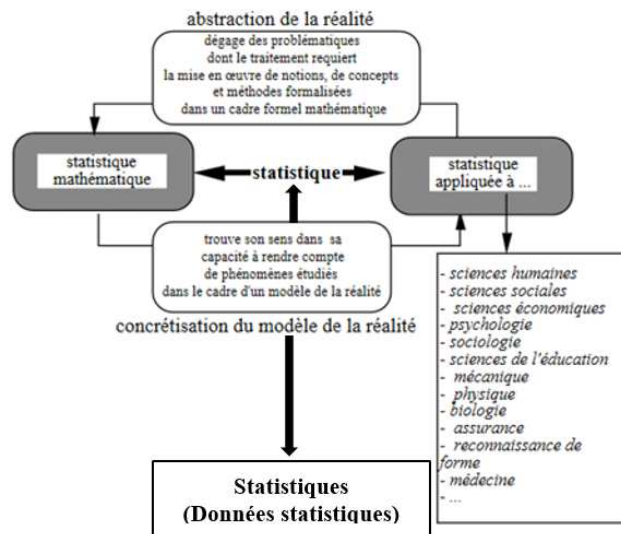 abstraction de la réalité
dégage des problématiques
dont le traitement requiert
la mise en œuvre de notions, de concepts
et méthodes formalisées
dans un cadre formel mathématique
statistique
mathématique
statistique
statistique
appliquée à ...
trouve son sens dans sa
capacité à rendre compte
de phénomènes étudiés
dans le cadre d'un modèle de la réalité
concrétisation du modèle de la réalité
- sciences humaines
- sciences sociales
- sciences économiques
- psychologie
- sociologie
- sciences de l'éducation
- mécanique
- physique
- biologie
- assurance
- reconnaissance de
forme
- médecine
- ...
Statistiques
(Données statistiques)